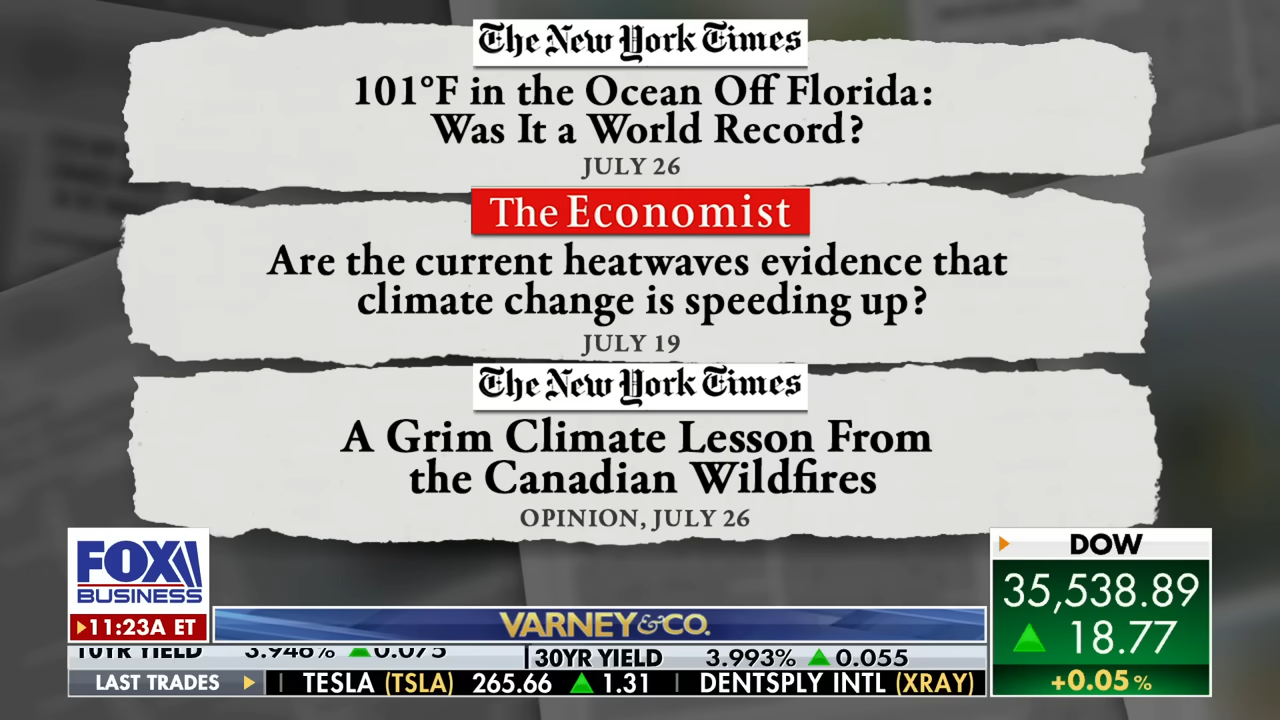 The New York Times
101°F in the Ocean Off Florida:
Was It a World Record?
JULY 26
The Economist
Are the current heatwaves evidence that
climate change is speeding up?
JULY 19
The New York Times
A Grim Climate Lesson From
the Canadian Wildfires
OPINION, JULY 26
FOX
BUSINESS
11:23A ET
VARNEY&CO.
DOW
35,538.89
18.77
+0.05%
10YR YIELD 3.946% 0.075 30YR YIELD 3.993% 0.055
LAST TRADES TESLA (TSLA) 265.66 1.31 DENTSPLY INTL (XRAY)